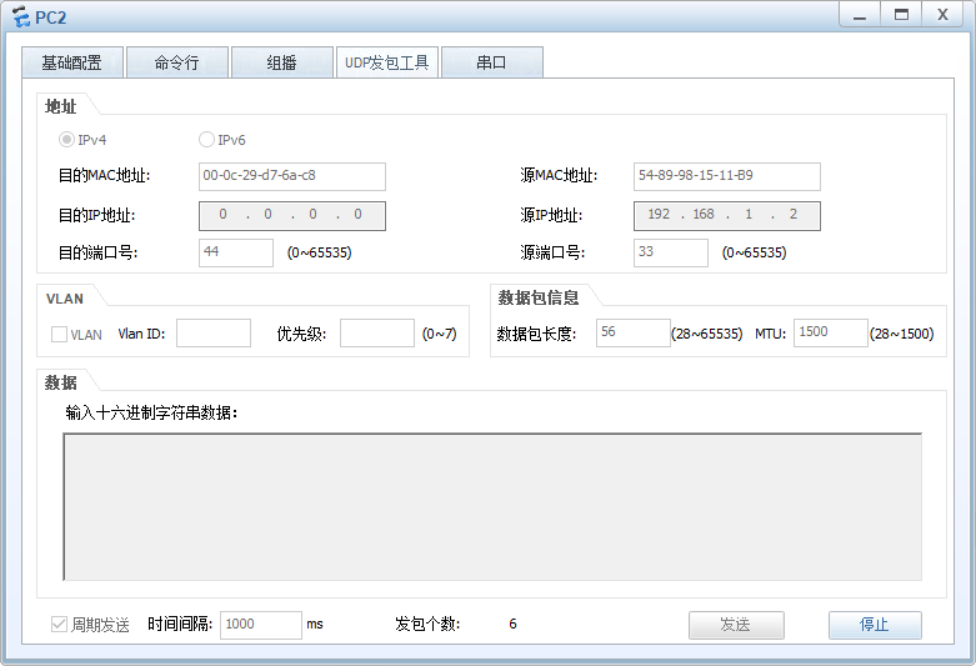 PC2
基础配置 命令行 组播 UDP发包工具 串口
地址
IPv4 IPv6
目的MAC地址: 00-0c-29-d7-6a-c8 源MAC地址: 54-89-98-15-11-B9
目的IP地址: 0 . 0 . 0 . 0 源IP地址: 192 . 168 . 1 . 2
目的端口号: 44 (0~65535) 源端口号: 33 (0~65535)
VLAN 数据包信息
VLAN Vlan ID: 优先级: (0~7) 数据包长度: 56 (28~65535) MTU: 1500 (28~1500)
数据
输入十六进制字符串数据:
周期发送 时间间隔: 1000 ms 发包个数: 6 发送 停止